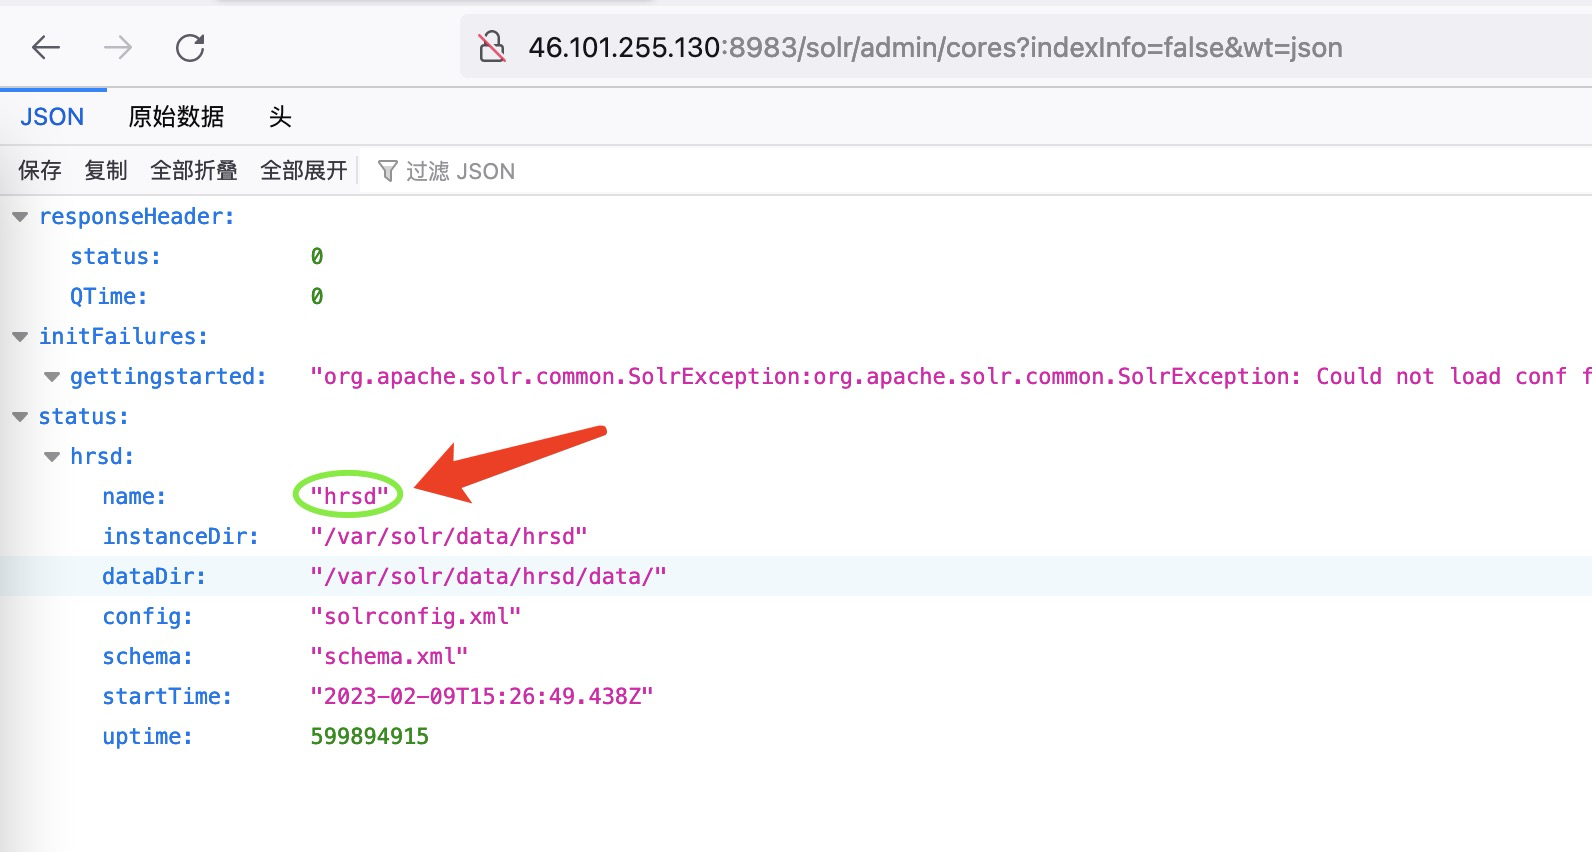 46.101.255.130:8983/solr/admin/cores?indexInfo=false&wt=json
JSON 原始数据 头
保存 复制 全部折叠 全部展开 过滤 JSON
responseHeader:
status: 0
QTime: 0
initFailures:
gettingstarted: "org.apache.solr.common.SolrException:org.apache.solr.common.SolrException: Could not load conf f
status:
hrsd:
name: "hrsd"
instanceDir: "/var/solr/data/hrsd"
dataDir: "/var/solr/data/hrsd/data/"
config: "solrconfig.xml"
schema: "schema.xml"
startTime: "2023-02-09T15:26:49.438Z"
uptime: 599894915